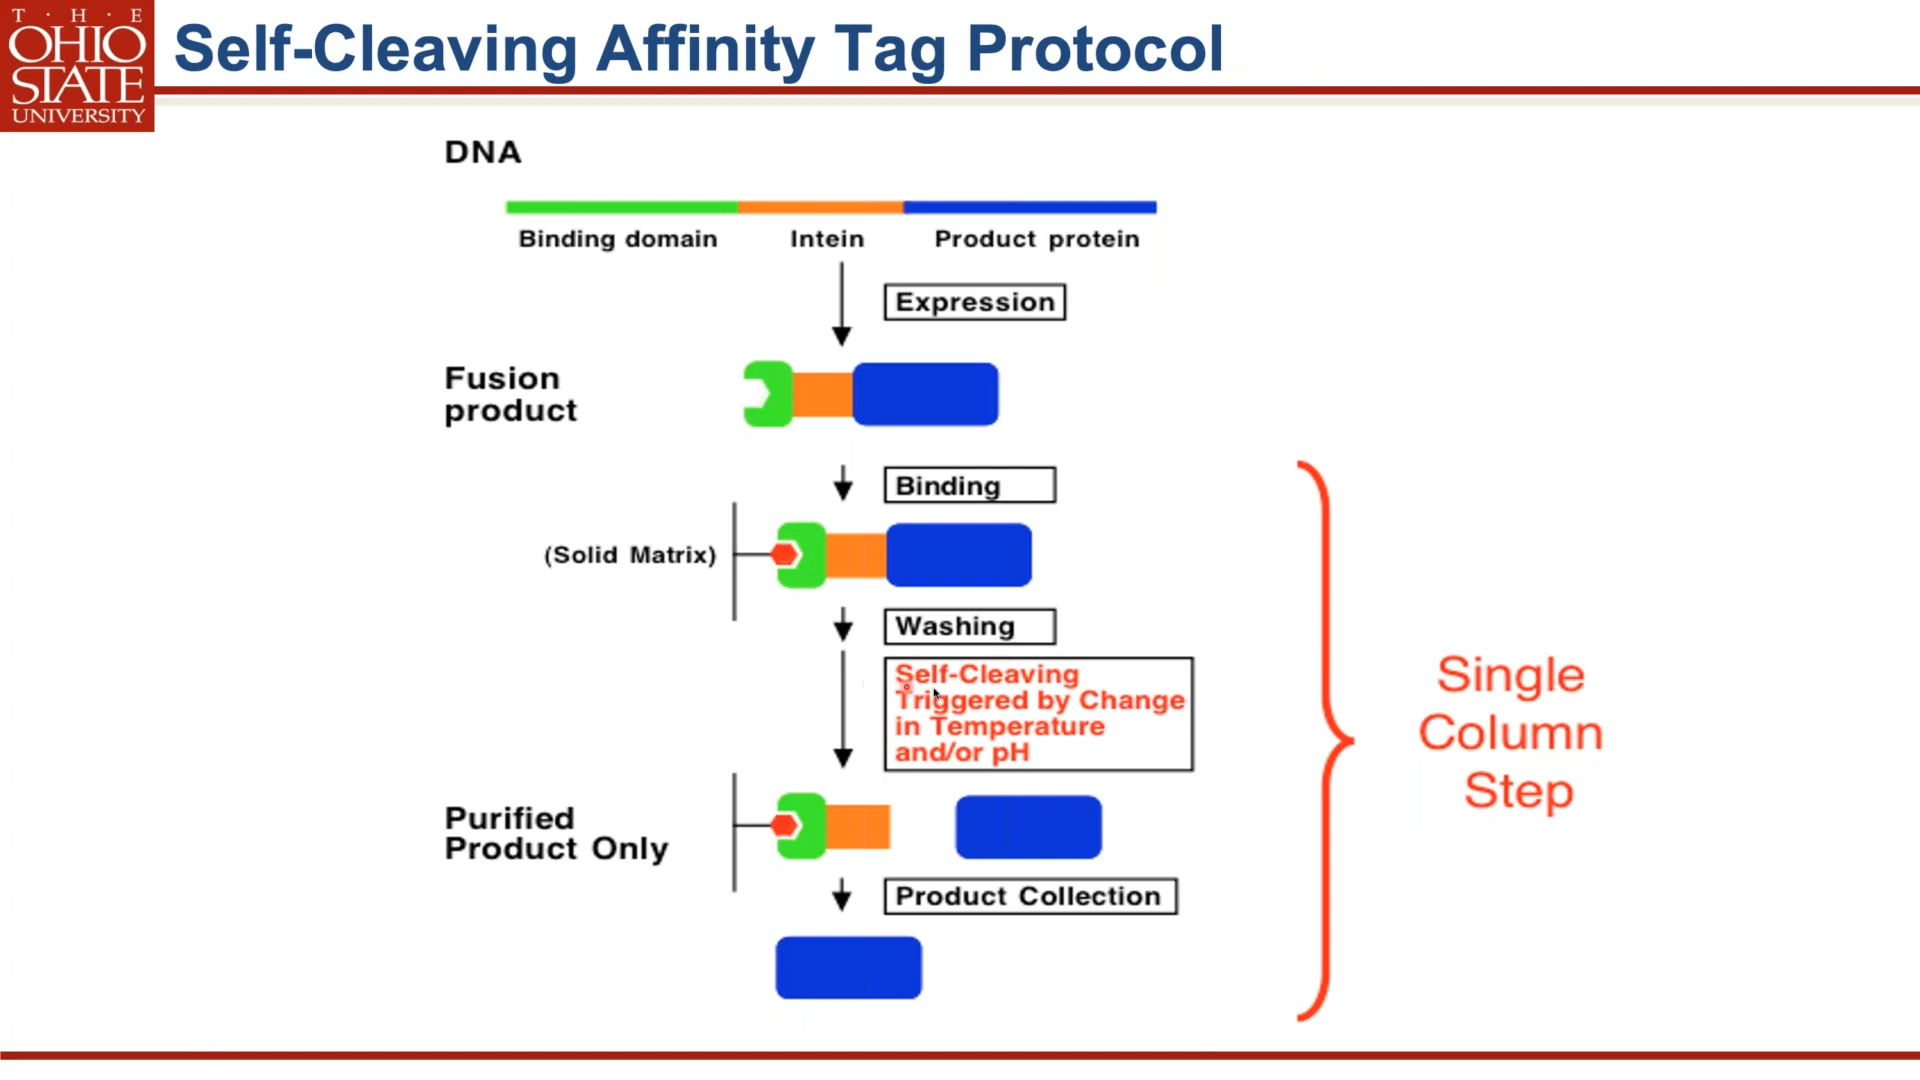 T · H · E
OHIO
STATE
UNIVERSITY
Self-Cleaving Affinity Tag Protocol
DNA
Binding domain Intein Product protein
Expression
Fusion
product
Binding
(Solid Matrix)
Washing
Self-Cleaving
Triggered by Change
in Temperature
and/or pH
Single
Column
Step
Purified
Product Only
Product Collection